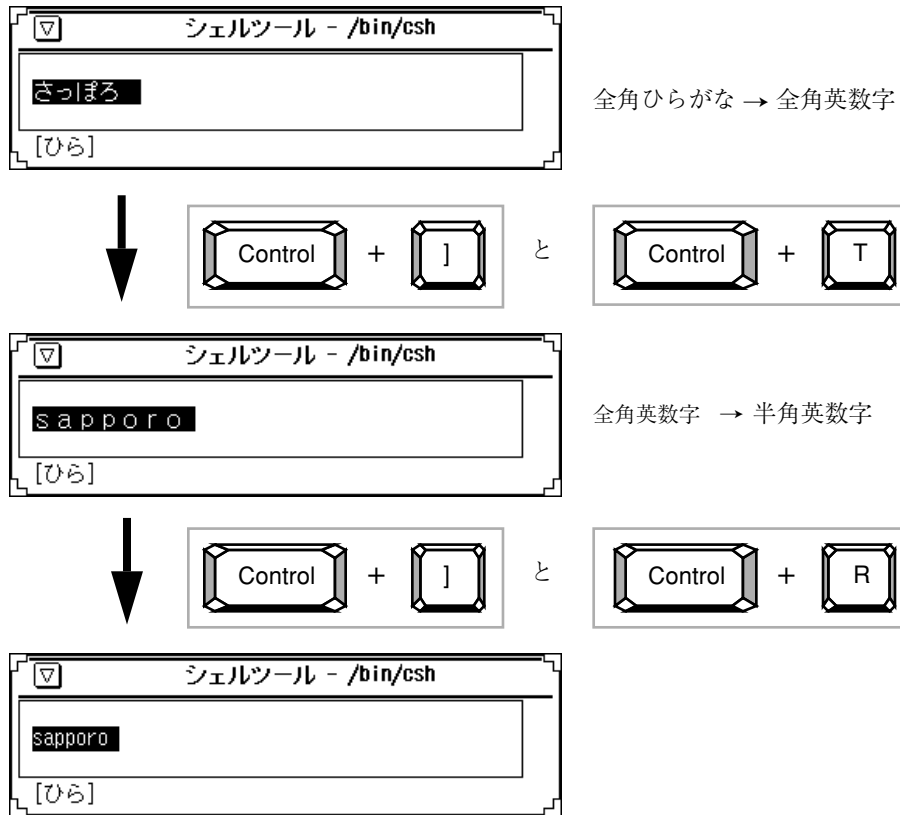 シェルツール - /bin/csh
さっぽろ
[ひら]
全角ひらがな → 全角英数字
Control + ] と Control + T
シェルツール - /bin/csh
ｓａｐｐｏｒｏ
[ひら]
全角英数字 → 半角英数字
Control + ] と Control + R
シェルツール - /bin/csh
sapporo
[ひら]